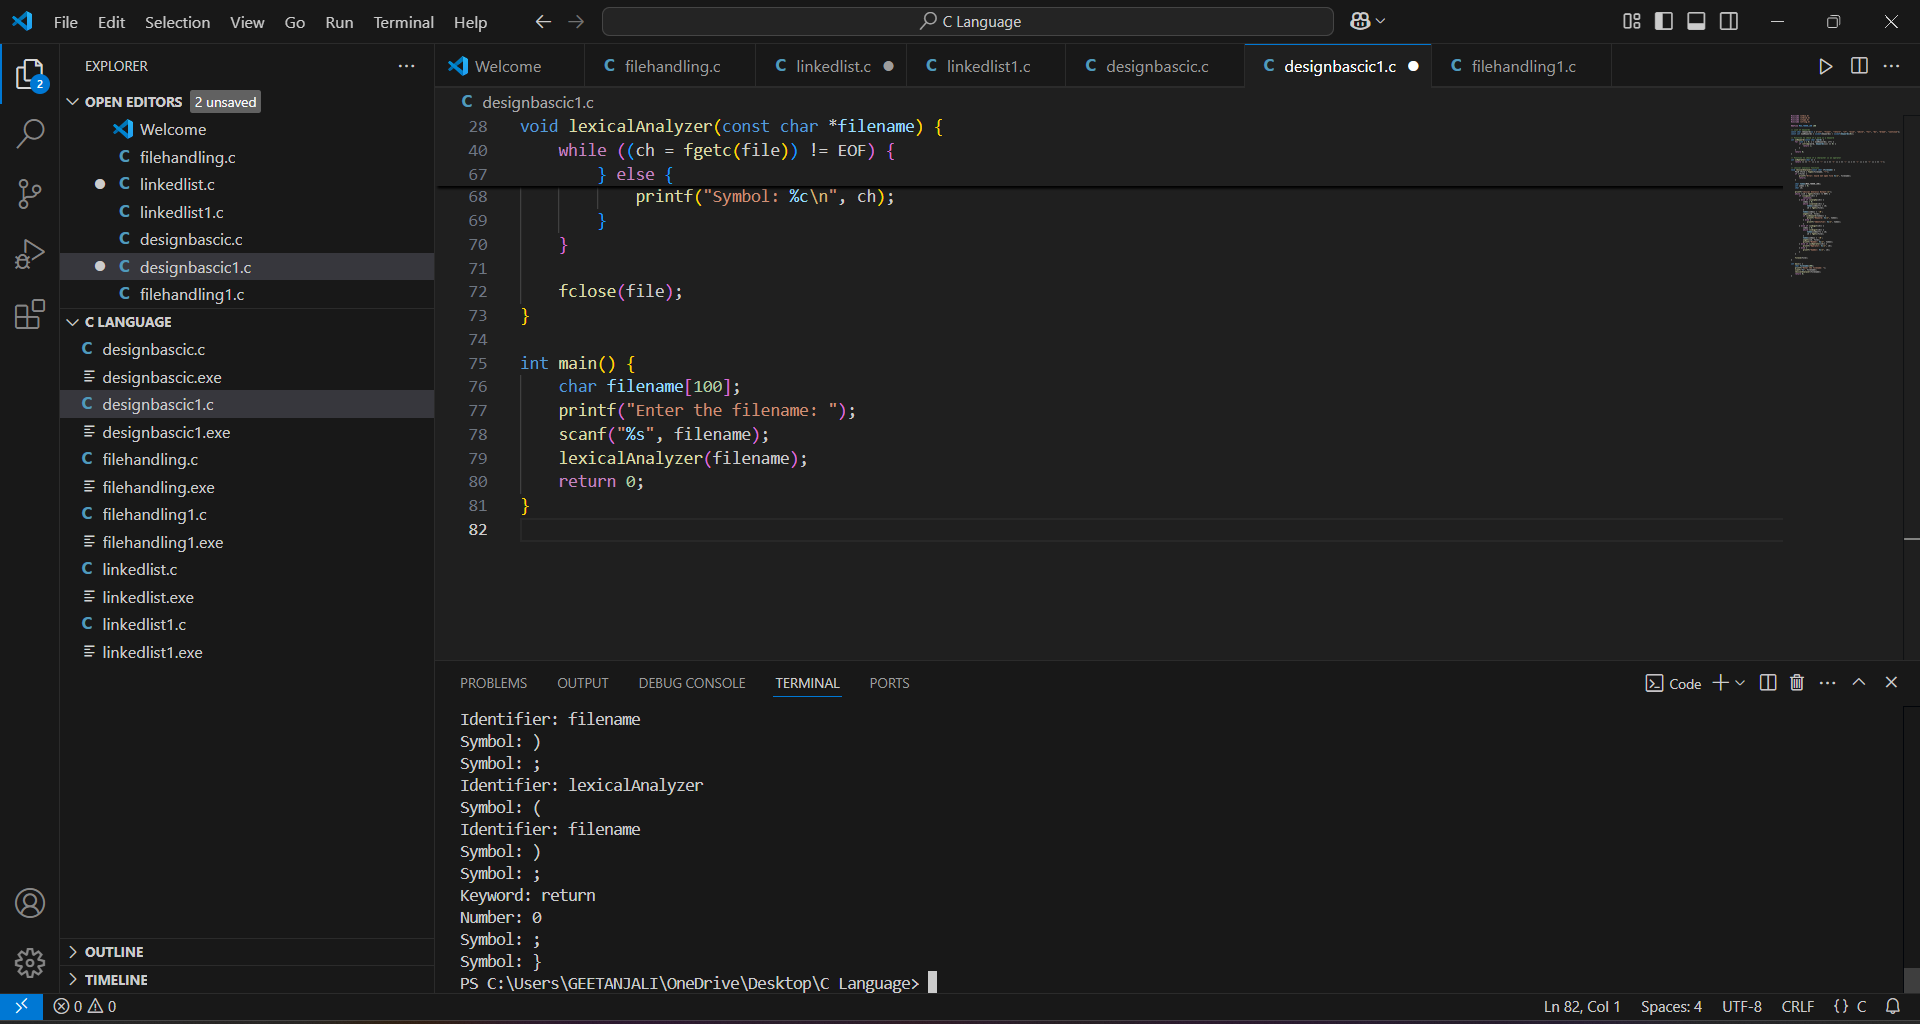 File Edit Selection View Go Run Terminal Help
C Language
EXPLORER
OPEN EDITORS 2 unsaved
Welcome
C filehandling.c
C linkedlist.c
C linkedlist1.c
C designbascic.c
C designbascic1.c
C filehandling1.c
C LANGUAGE
C designbascic.c
designbascic.exe
C designbascic1.c
designbascic1.exe
C filehandling.c
filehandling.exe
C filehandling1.c
filehandling1.exe
C linkedlist.c
linkedlist.exe
C linkedlist1.c
linkedlist1.exe
OUTLINE
TIMELINE
2
Welcome C filehandling.c C linkedlist.c C linkedlist1.c C designbascic.c C designbascic1.c C filehandling1.c
C designbascic1.c
28 void lexicalAnalyzer(const char *filename) {
40 while ((ch = fgetc(file)) != EOF) {
67 } else {
68 printf("Symbol: %c\n", ch);
69 }
70 }
71
72 fclose(file);
73 }
74
75 int main() {
76 char filename[100];
77 printf("Enter the filename: ");
78 scanf("%s", filename);
79 lexicalAnalyzer(filename);
80 return 0;
81 }
82
PROBLEMS OUTPUT DEBUG CONSOLE TERMINAL PORTS
Code
Identifier: filename
Symbol: )
Symbol: ;
Identifier: lexicalAnalyzer
Symbol: (
Identifier: filename
Symbol: )
Symbol: ;
Keyword: return
Number: 0
Symbol: ;
Symbol: }
PS C:\Users\GEETANJALI\OneDrive\Desktop\C Language>
0 0
Ln 82, Col 1 Spaces: 4 UTF-8 CRLF {} C